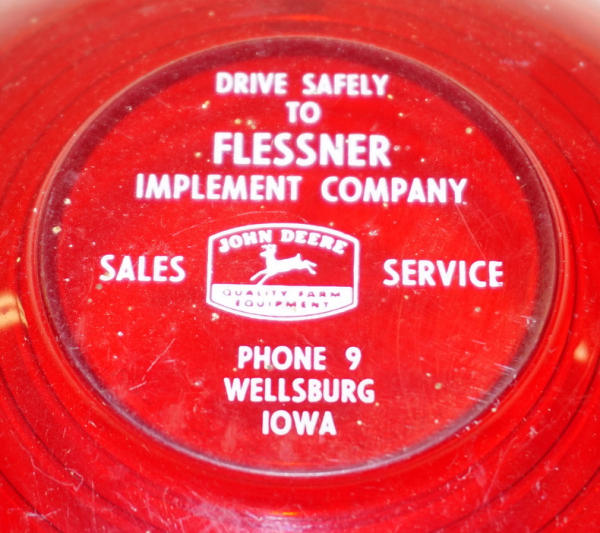 DRIVE SAFELY
TO
FLESSNER
IMPLEMENT COMPANY
SALES
JOHN DEERE
QUALITY FARM
EQUIPMENT
SERVICE
PHONE 9
WELLSBURG
IOWA